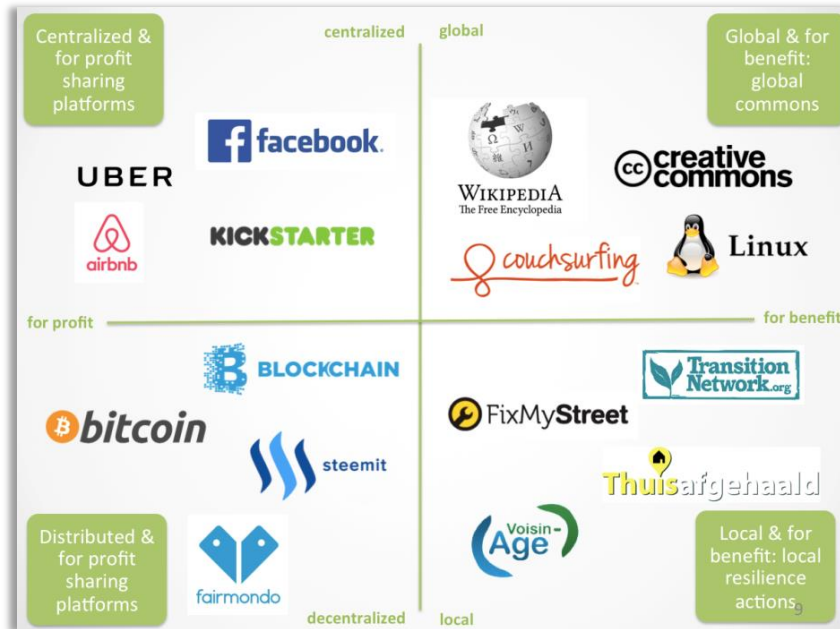 Centralized &
for profit
sharing
platforms
centralized
global
Global & for
benefit:
global
commons
facebook.
UBER
airbnb
KICKSTARTER
WIKIPEDIA
The Free Encyclopedia
cc creative
commons
couchsurfing
Linux
for profit
for benefit
BLOCKCHAIN
bitcoin
steemit
Transition
Network.org
FixMyStreet
Thuisafgehaald
Voisin-
Age
Distributed &
for profit
sharing
platforms
fairmondo
decentralized
local
Local & for
benefit: local
resilience
actions
9